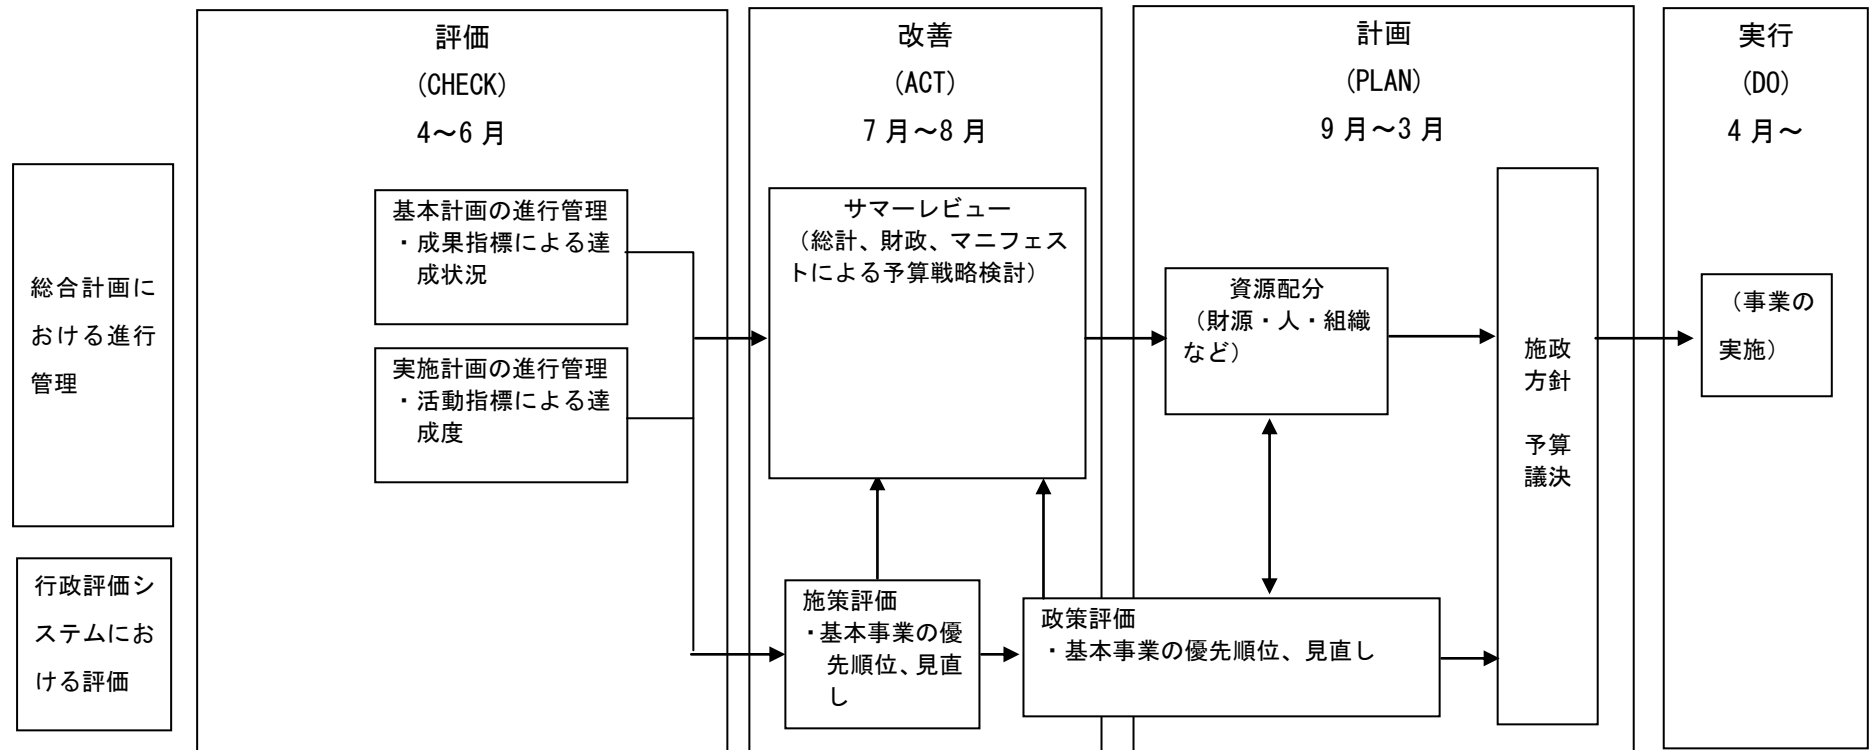 評価
(CHECK)
4～6 月
改善
(ACT)
7 月～8 月
計画
(PLAN)
9 月～3 月
実行
(DO)
4 月～
総合計画に
おける進行
管理
基本計画の進行管理
・成果指標による達
成状況
実施計画の進行管理
・活動指標による達
成度
サマーレビュー
（総計、財政、マニフェス
トによる予算戦略検討）
資源配分
（財源・人・組織
など）
施政
方針
予算
議決
（事業の
実施）
行政評価シ
ステムにお
ける評価
施策評価
・基本事業の優
先順位、見直
し
政策評価
・基本事業の優先順位、見直し